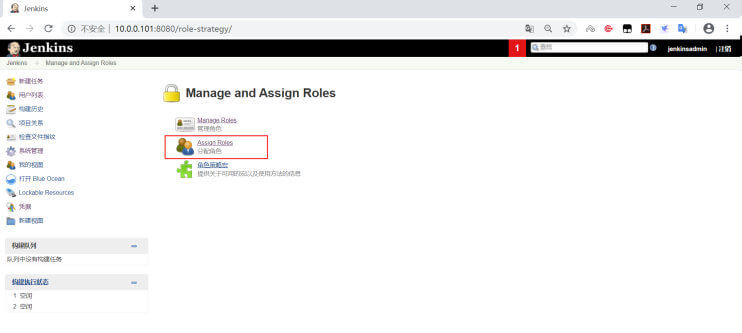 Jenkins
不安全 | 10.0.0.101:8080/role-strategy/
Jenkins
1
查找
jenkinsadmin
| 注销
Jenkins
Manage and Assign Roles
新建任务
用户列表
构建历史
项目关系
检查文件指纹
系统管理
我的视图
打开 Blue Ocean
Lockable Resources
凭据
新建视图
构建队列
队列中没有构建任务
构建执行状态
1 空闲
2 空闲
Manage and Assign Roles
Manage Roles
管理角色
Assign Roles
分配角色
角色策略宏
提供关于可用的宏以及使用方法的信息